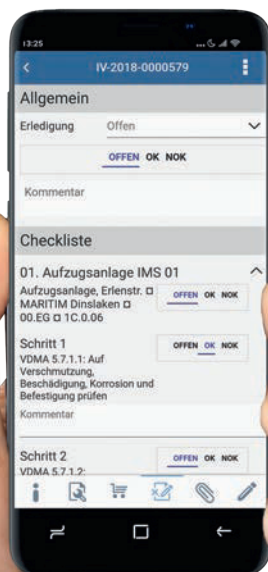 13:25
IV-2018-0000579
Allgemein
Erledigung Offen
OFFEN OK NOK
Kommentar
Checkliste
01. Aufzugsanlage IMS 01
Aufzugsanlage, Erlenstr. □
MARITIM Dinslaken □
00.EG □ 1C.0.06
OFFEN OK NOK
Schritt 1
VDMA 5.7.1.1: Auf
Verschmutzung,
Beschädigung, Korrosion und
Befestigung prüfen
OFFEN OK NOK
Kommentar
Schritt 2
VDMA 5.7.1.2:
OFFEN OK NOK